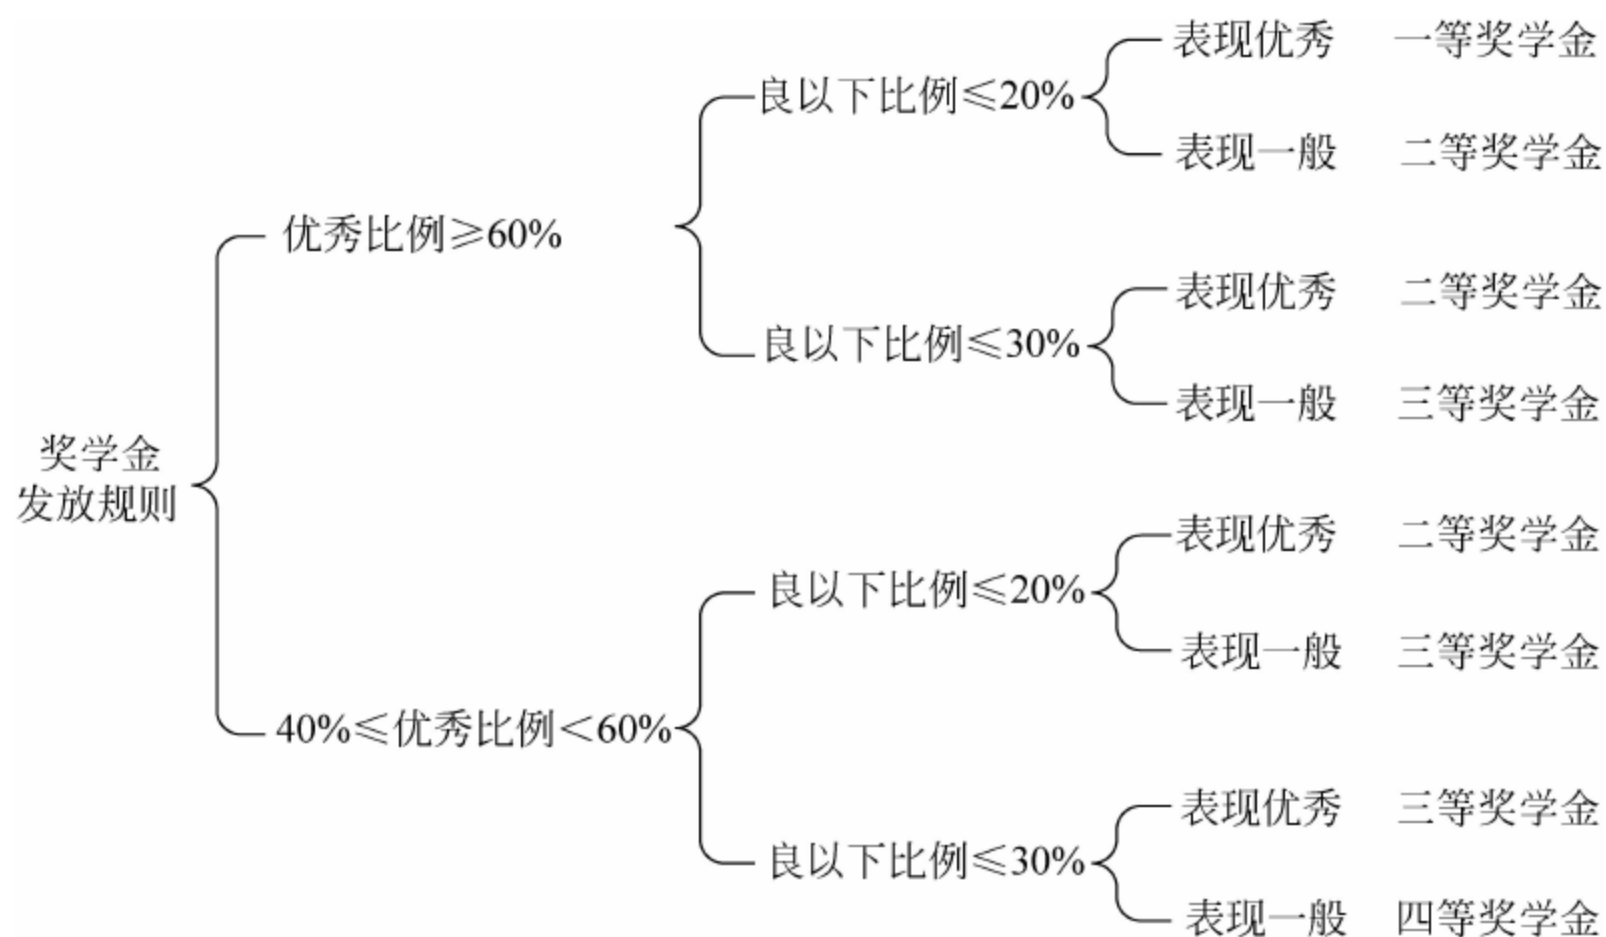 表现优秀 一等奖学金
良以下比例≤20%
表现一般 二等奖学金
优秀比例≥60%
表现优秀 二等奖学金
良以下比例≤30%
表现一般 三等奖学金
奖学金
发放规则
表现优秀 二等奖学金
良以下比例≤20%
表现一般 三等奖学金
40%≤优秀比例<60%
表现优秀 三等奖学金
良以下比例≤30%
表现一般 四等奖学金